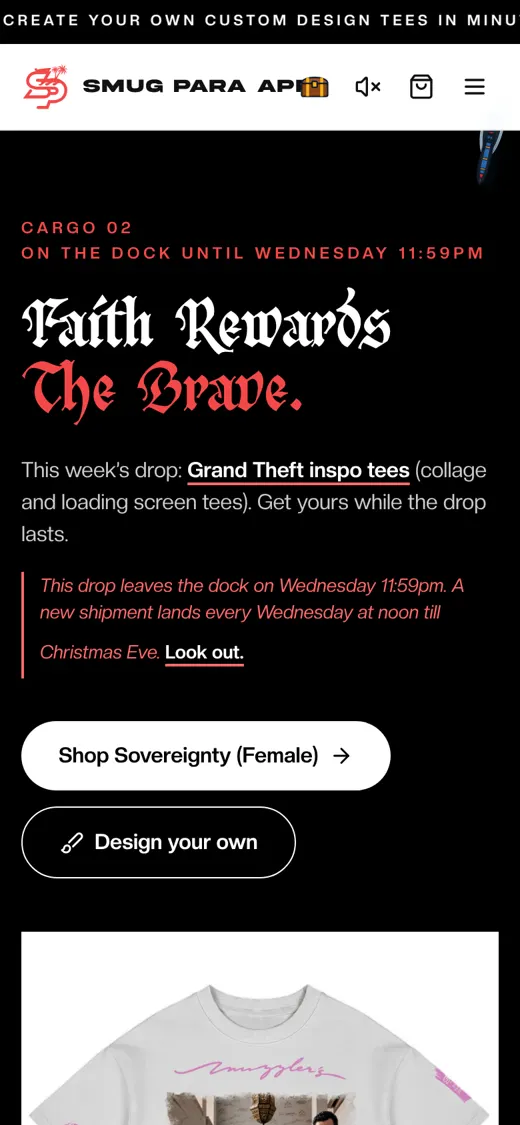 CREATE YOUR OWN CUSTOM DESIGN TEES IN
SMUG PARA
CARGO 02
ON THE DOCK UNTIL WEDNESDAY 11:59PM
Faith Rewards
The Brave.
This week's drop: Grand Theft inspo tees (collage
and loading screen tees). Get yours while the drop
lasts.
This drop leaves the dock on Wednesday 11:59pm. A
new shipment lands every Wednesday at noon till
Christmas Eve. Look out.
Shop Sovereignty (Female)
Design your own
Smugglers